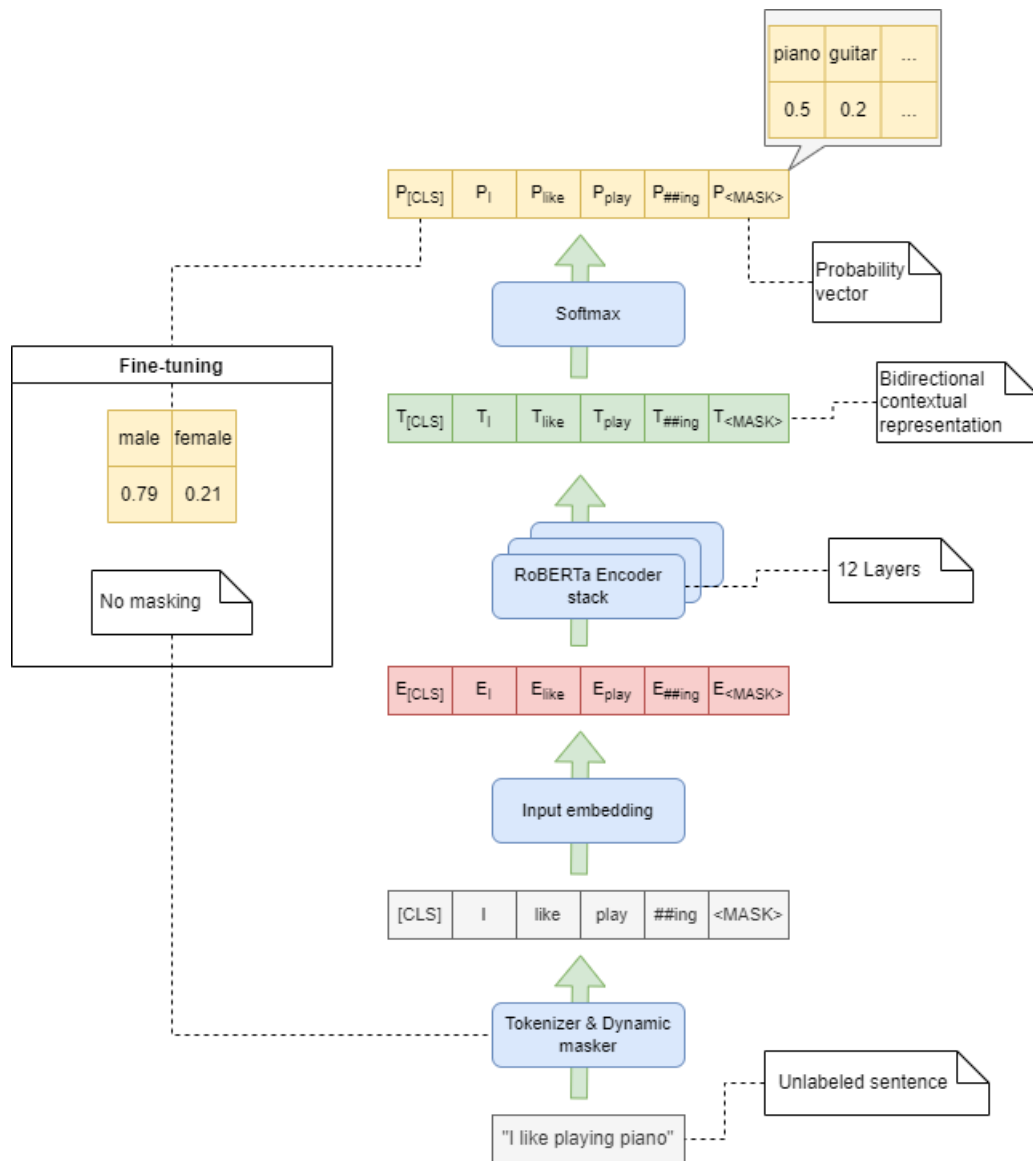 piano guitar ...
0.5 0.2 ...
P[CLS] PI Plike Pplay P##ing P<MASK>
Probability
vector
Softmax
Fine-tuning
male female
0.79 0.21
No masking
T[CLS] TI Tlike Tplay T##ing T<MASK>
Bidirectional
contextual
representation
RoBERTa Encoder
stack
12 Layers
E[CLS] EI Elike Eplay E##ing E<MASK>
Input embedding
[CLS] I like play ##ing <MASK>
Tokenizer & Dynamic
masker
Unlabeled sentence
"I like playing piano"